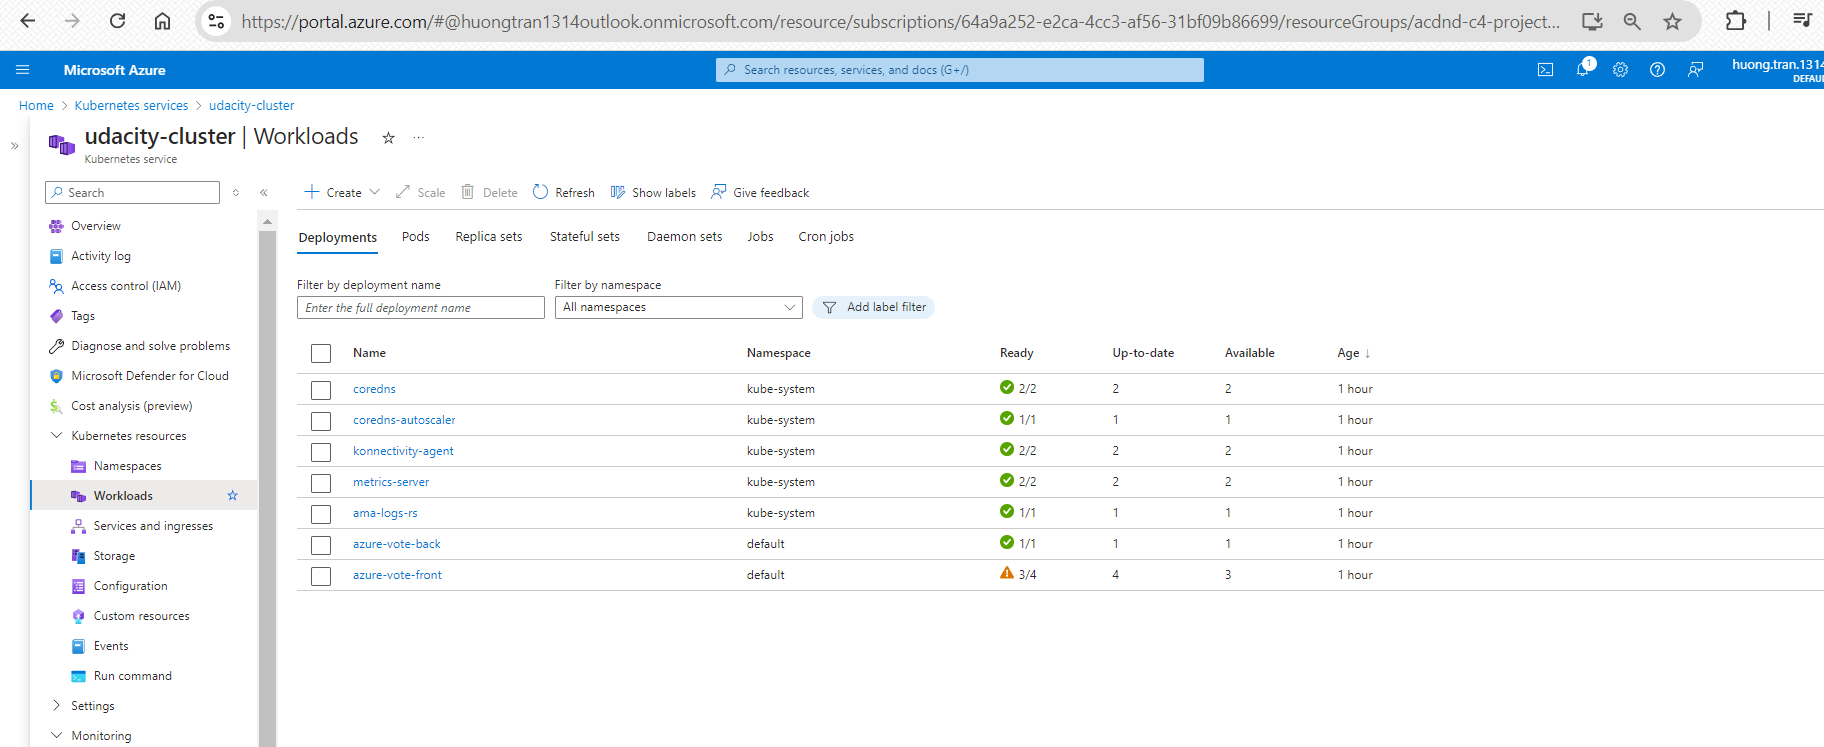 https://portal.azure.com/#@huongtran1314outlook.onmicrosoft.com/resource/subscriptions/64a9a252-e2ca-4cc3-af56-31bf09b86699/resourceGroups/acdnd-c4-project...
Microsoft Azure
Search resources, services, and docs (G+/)
1
huong.tran.1314
DEFAU
Home > Kubernetes services > udacity-cluster
udacity-cluster | Workloads
Kubernetes service
Search
Create Scale Delete Refresh Show labels Give feedback
Overview
Activity log
Access control (IAM)
Tags
Diagnose and solve problems
Microsoft Defender for Cloud
Cost analysis (preview)
Kubernetes resources
Namespaces
Workloads
Services and ingresses
Storage
Configuration
Custom resources
Events
Run command
Settings
Monitoring
Deployments Pods Replica sets Stateful sets Daemon sets Jobs Cron jobs
Filter by deployment name Filter by namespace
Enter the full deployment name All namespaces Add label filter
Name Namespace Ready Up-to-date Available Age ↓
coredns kube-system 2/2 2 2 1 hour
coredns-autoscaler kube-system 1/1 1 1 1 hour
konnectivity-agent kube-system 2/2 2 2 1 hour
metrics-server kube-system 2/2 2 2 1 hour
ama-logs-rs kube-system 1/1 1 1 1 hour
azure-vote-back default 1/1 1 1 1 hour
azure-vote-front default 3/4 4 3 1 hour